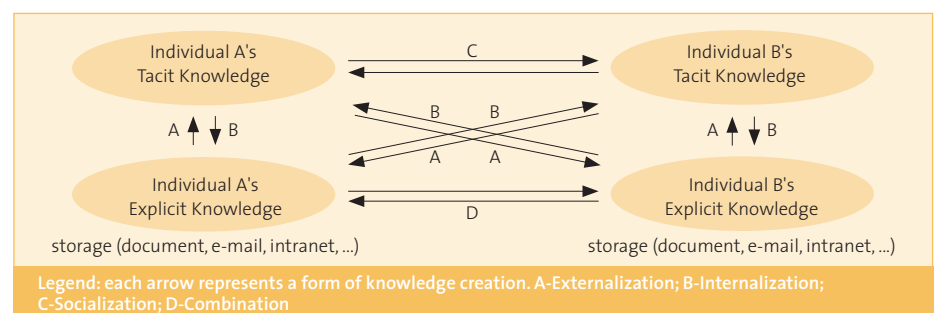 Individual A's
Tacit Knowledge
C
Individual B's
Tacit Knowledge
A
B
B
B
A
A
A
B
Individual A's
Explicit Knowledge
D
Individual B's
Explicit Knowledge
storage (document, e-mail, intranet, ...)
storage (document, e-mail, intranet, ...)
Legend: each arrow represents a form of knowledge creation. A-Externalization; B-Internalization;
C-Socialization; D-Combination